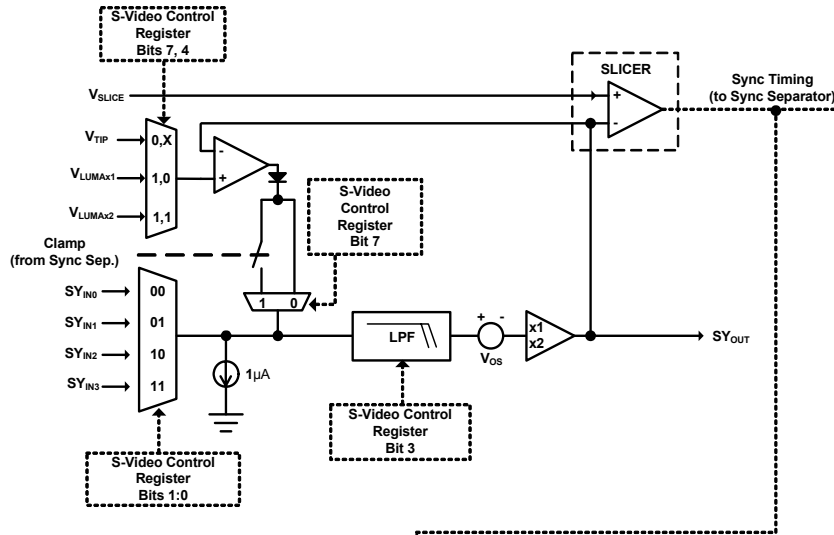 S-Video Control
Register
Bits 7, 4
SLICER
Sync Timing
(to Sync Separator)
VSLICE
+
-
VTIP
0,X
-
+
VLUMAx1
1,0
VLUMAx2
1,1
S-Video
Control
Register
Bit 7
Clamp
(from Sync Sep.)
1 0
SYIN0
00
SYIN1
01
SYIN2
10
SYIN3
11
1µA
LPF
+ -
VOS
x1
x2
SYOUT
S-Video Control
Register
Bit 3
S-Video Control
Register
Bits 1:0